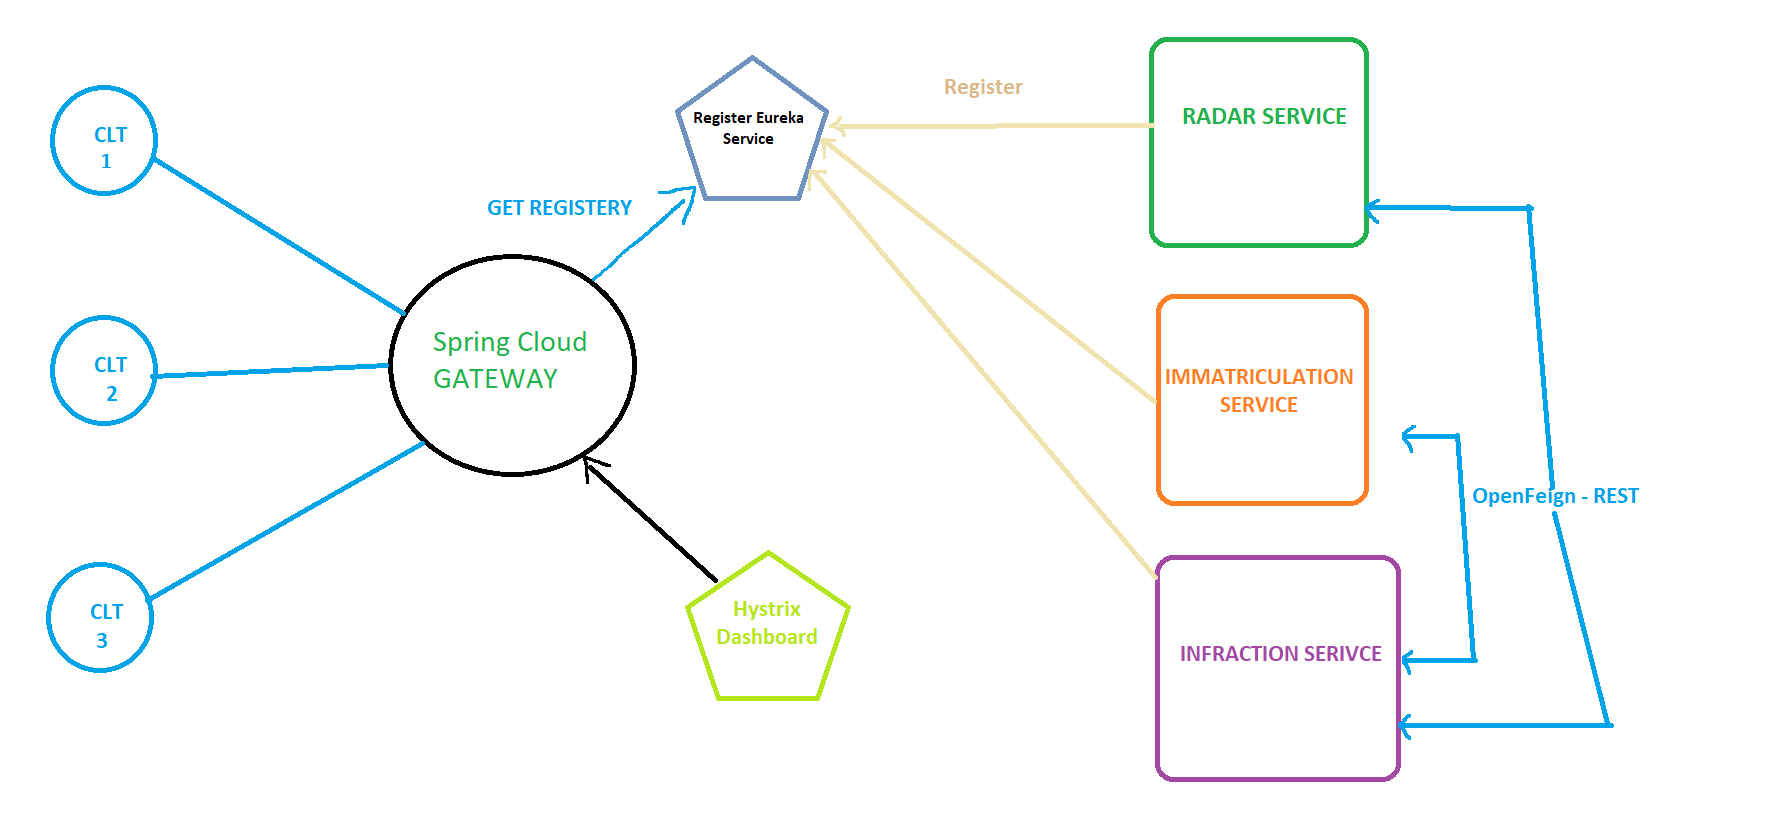 CLT
1
CLT
2
CLT
3
Spring Cloud
GATEWAY
GET REGISTERY
Register Eureka
Service
Register
Hystrix
Dashboard
RADAR SERVICE
IMMATRICULATION
SERVICE
INFRACTION SERIVCE
OpenFeign - REST